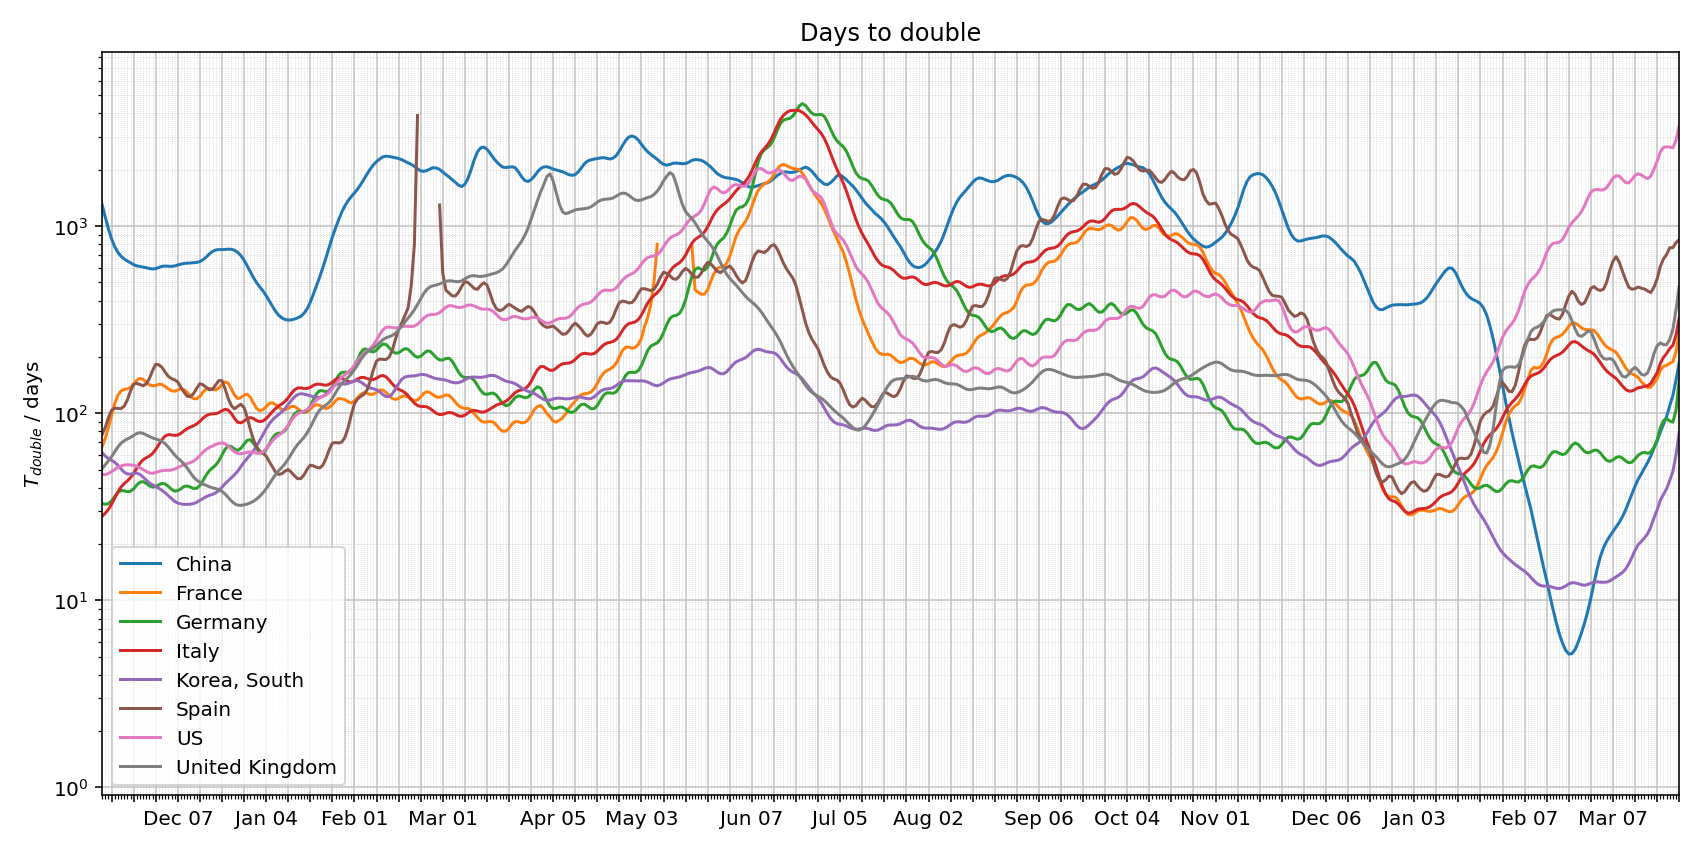 Days to double
T_double / days
10³
10²
10¹
10⁰
China
France
Germany
Italy
Korea, South
Spain
US
United Kingdom
Dec 07 Jan 04 Feb 01 Mar 01 Apr 05 May 03 Jun 07 Jul 05 Aug 02 Sep 06 Oct 04 Nov 01 Dec 06 Jan 03 Feb 07 Mar 07